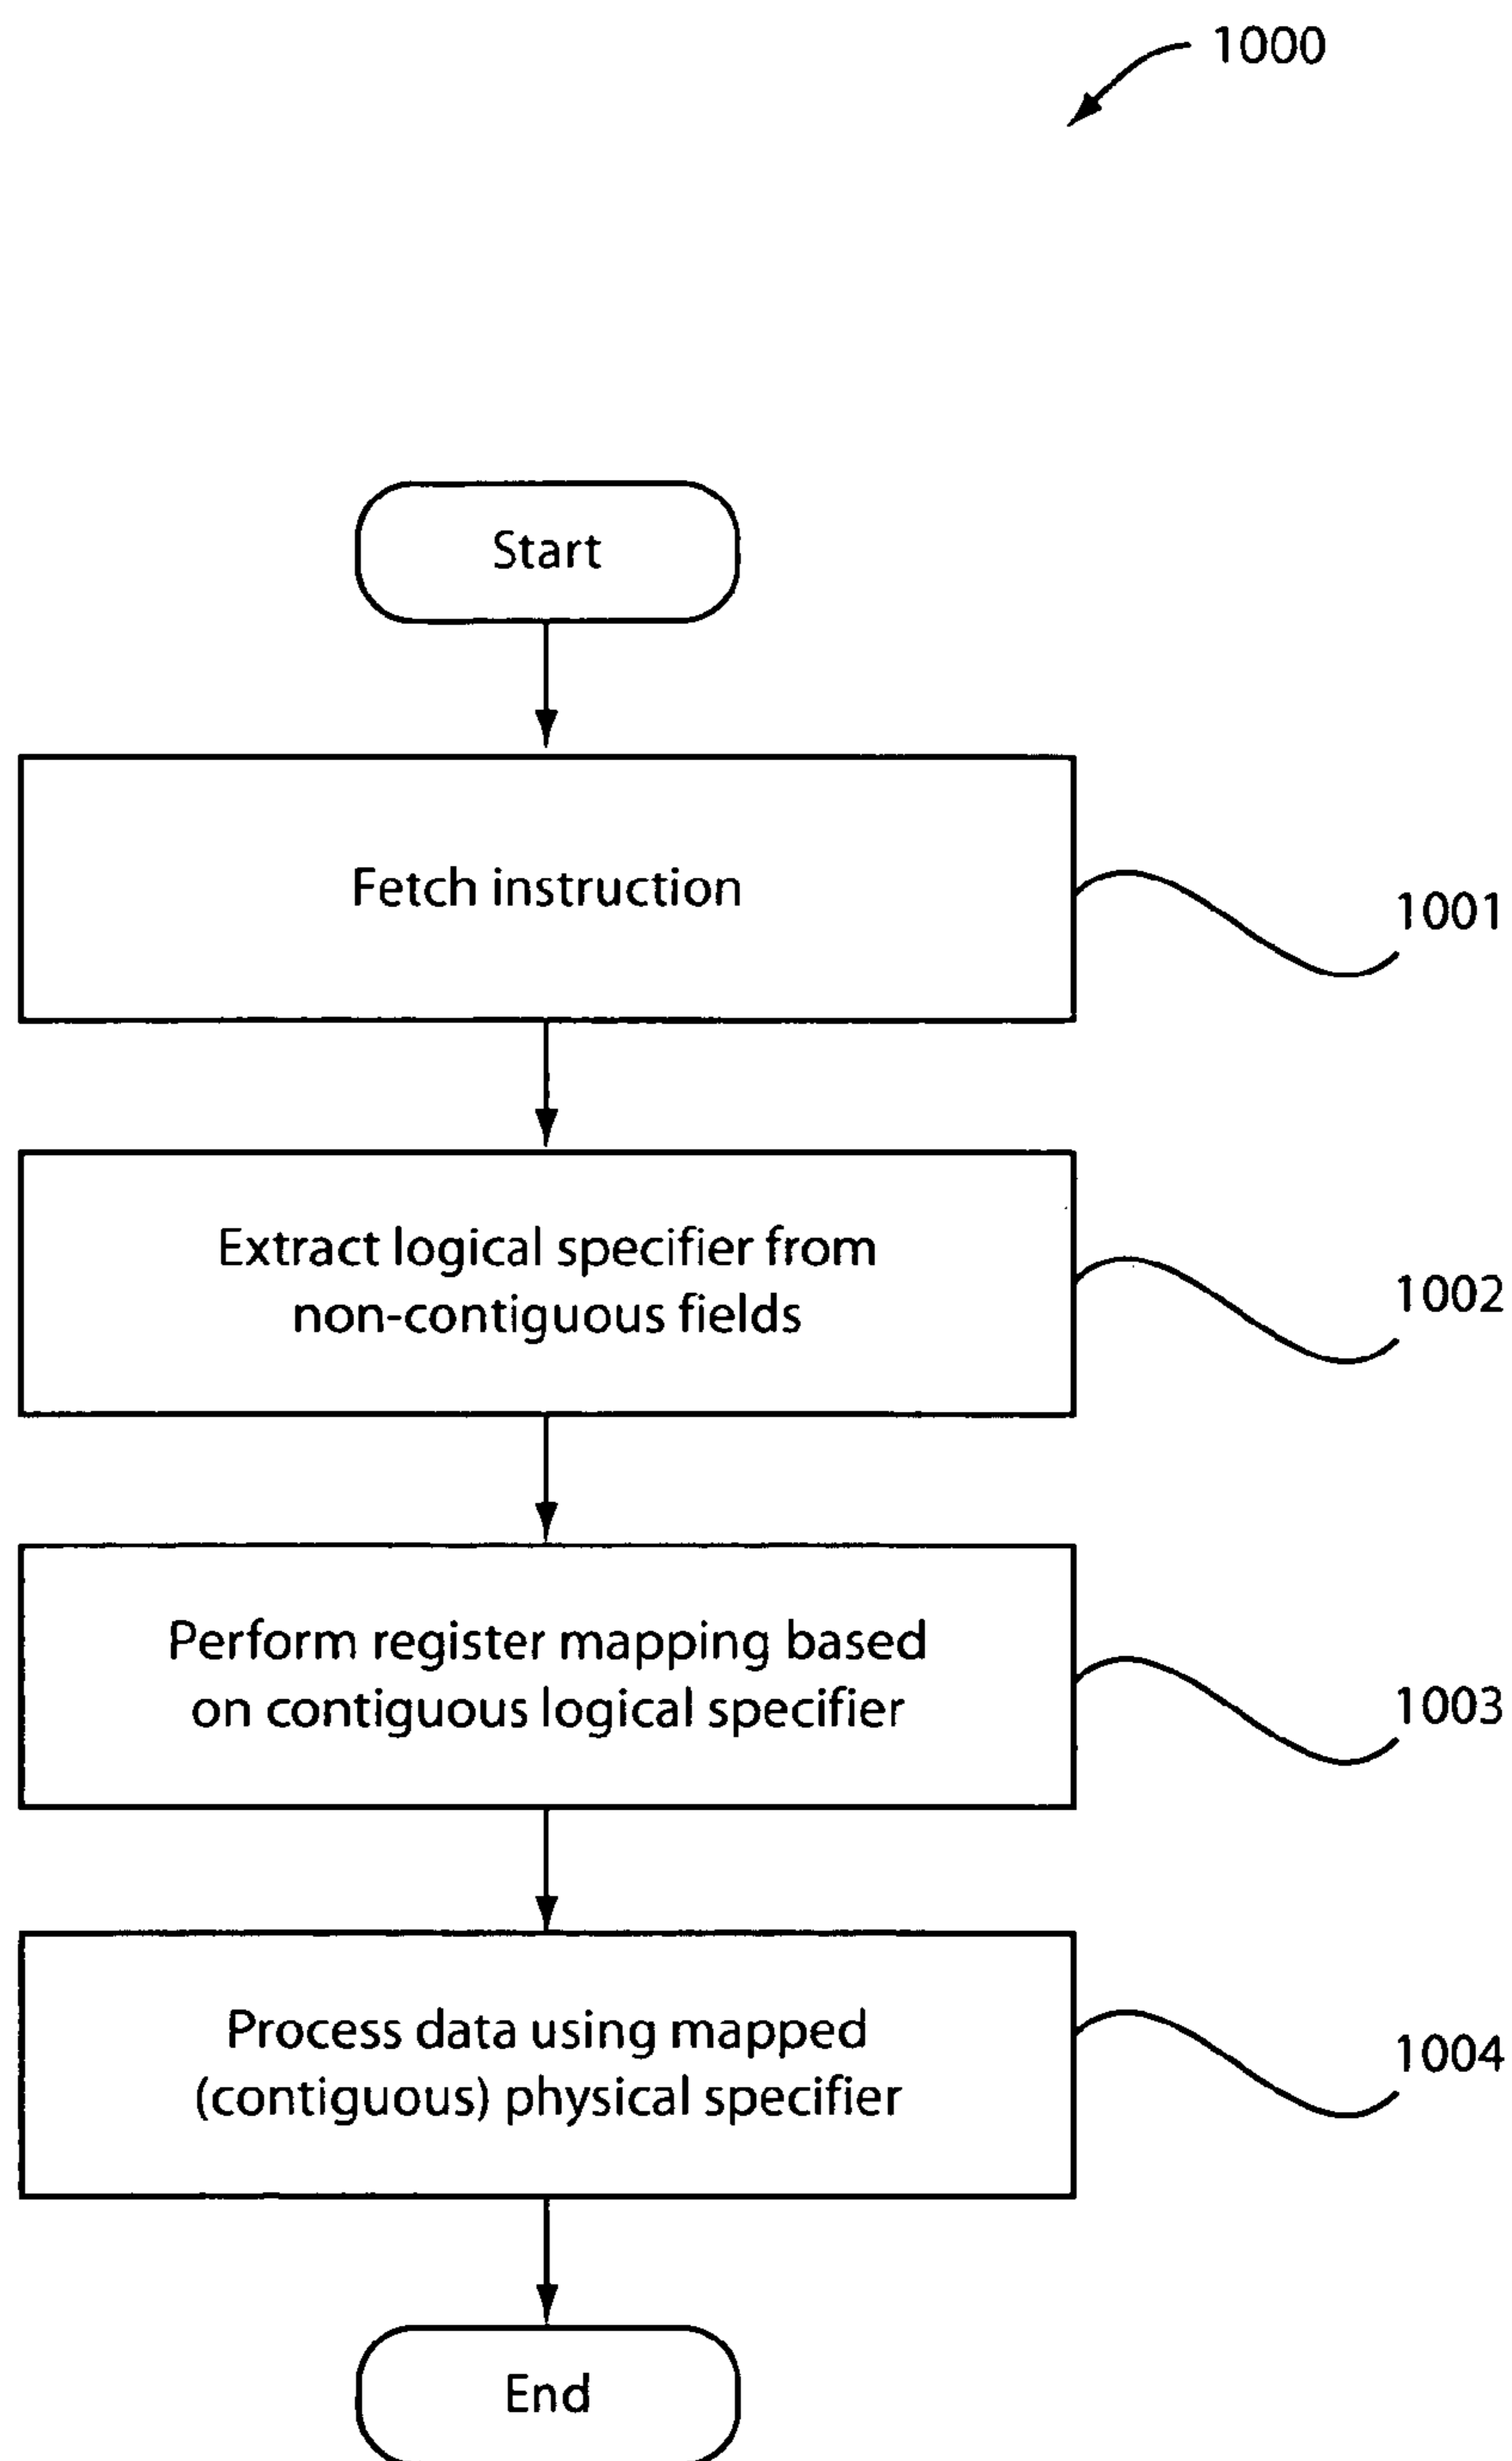 1000
Start
Fetch instruction
1001
Extract logical specifier from
non-contiguous fields
1002
Perform register mapping based
on contiguous logical specifier
1003
Process data using mapped
(contiguous) physical specifier
1004
End